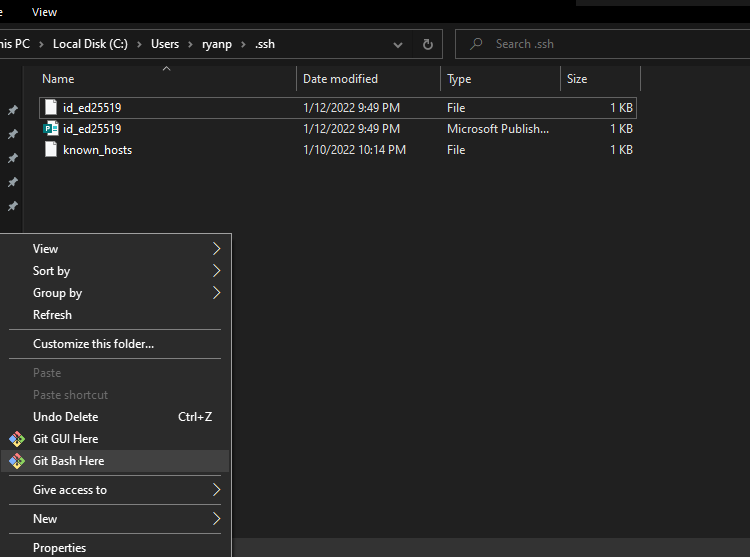 View
his PC > Local Disk (C:) > Users > ryanp > .ssh
Search .ssh
Name Date modified Type Size
id_ed25519 1/12/2022 9:49 PM File 1 KB
id_ed25519 1/12/2022 9:49 PM Microsoft Publish... 1 KB
known_hosts 1/10/2022 10:14 PM File 1 KB
View
Sort by
Group by
Refresh
Customize this folder...
Paste
Paste shortcut
Undo Delete Ctrl+Z
Git GUI Here
Git Bash Here
Give access to
New
Properties